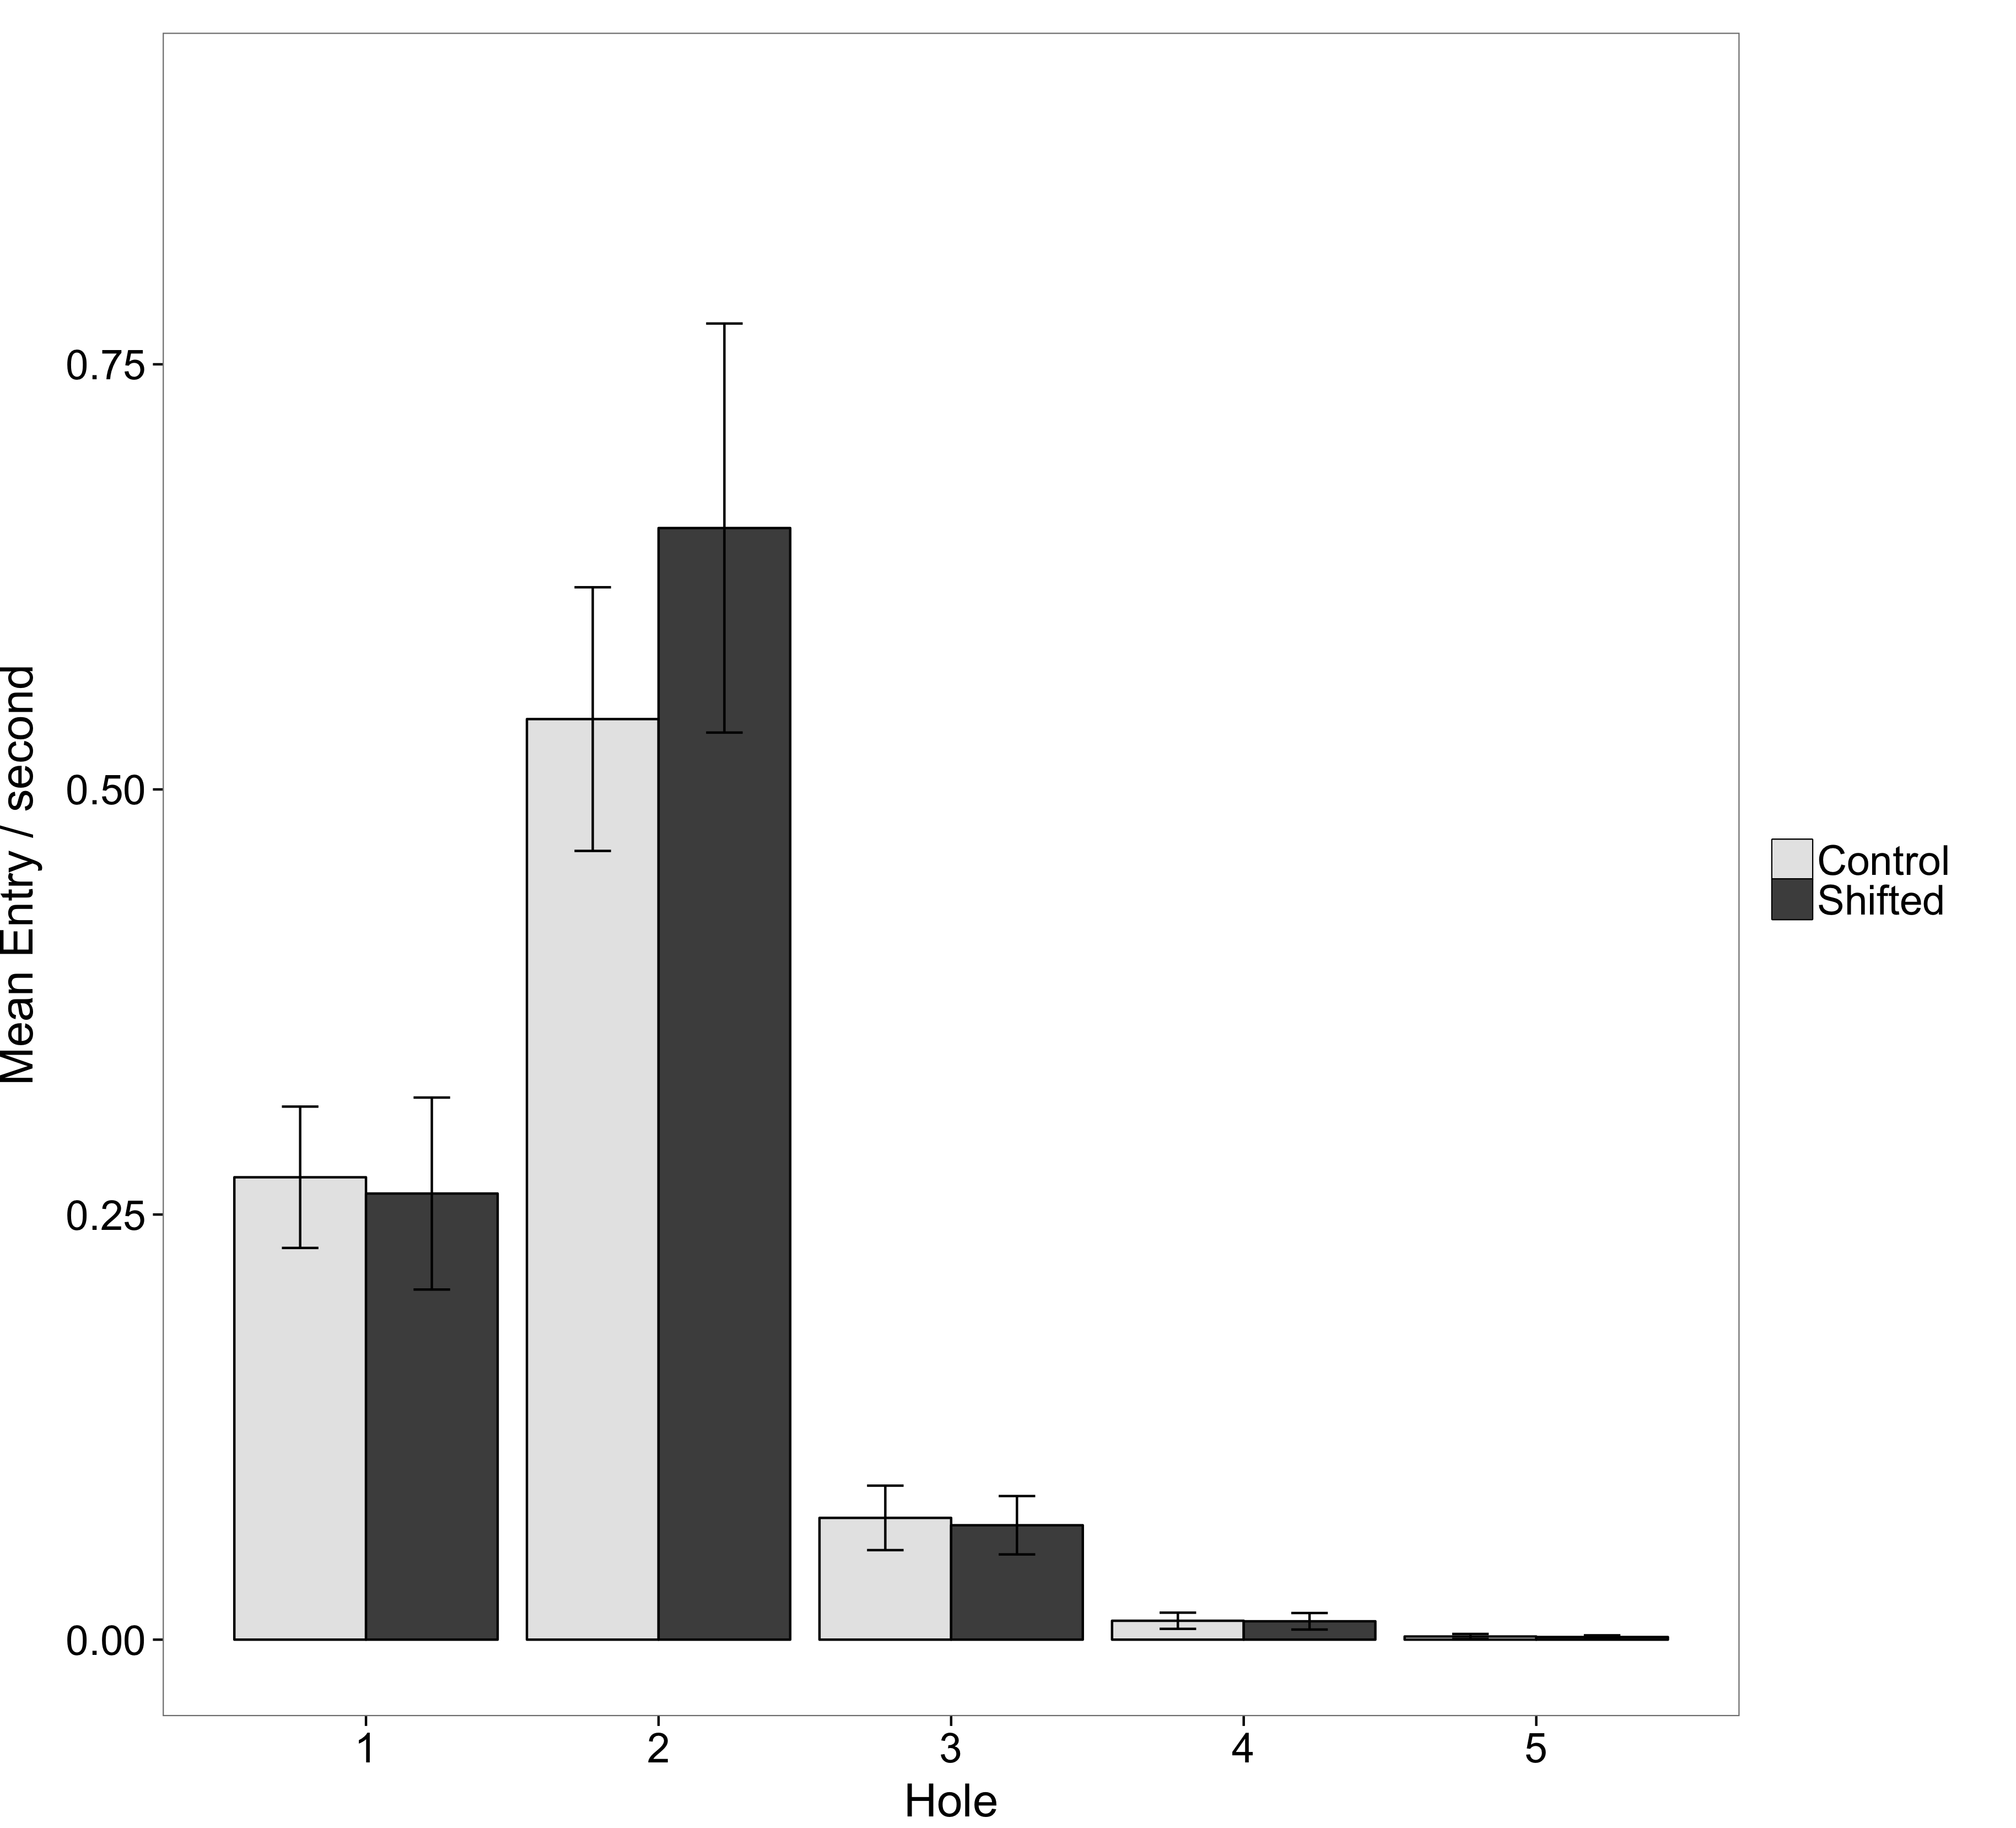 Mean Entry / second
0.75
0.50
0.25
0.00
1 2 3 4 5
Hole
Control
Shifted